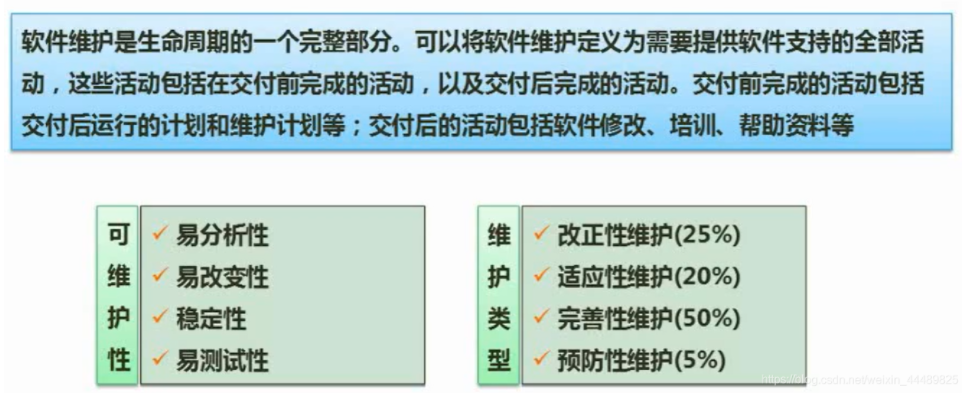 软件维护是生命周期的一个完整部分。可以将软件维护定义为需要提供软件支持的全部活
动，这些活动包括在交付前完成的活动，以及交付后完成的活动。交付前完成的活动包括
交付后运行的计划和维护计划等；交付后的活动包括软件修改、培训、帮助资料等
可维护性
✓ 易分析性
✓ 易改变性
✓ 稳定性
✓ 易测试性
维护类型
✓ 改正性维护(25%)
✓ 适应性维护(20%)
✓ 完善性维护(50%)
✓ 预防性维护(5%)
https://blog.csdn.net/weixin_44489825